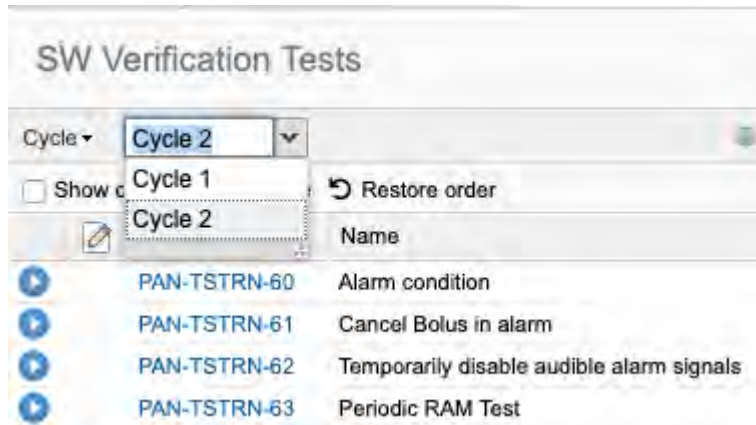 SW Verification Tests
Cycle Cycle 2
Cycle 1
Show Restore order
Cycle 2
Name
PAN-TSTRN-60 Alarm condition
PAN-TSTRN-61 Cancel Bolus in alarm
PAN-TSTRN-62 Temporarily disable audible alarm signals
PAN-TSTRN-63 Periodic RAM Test